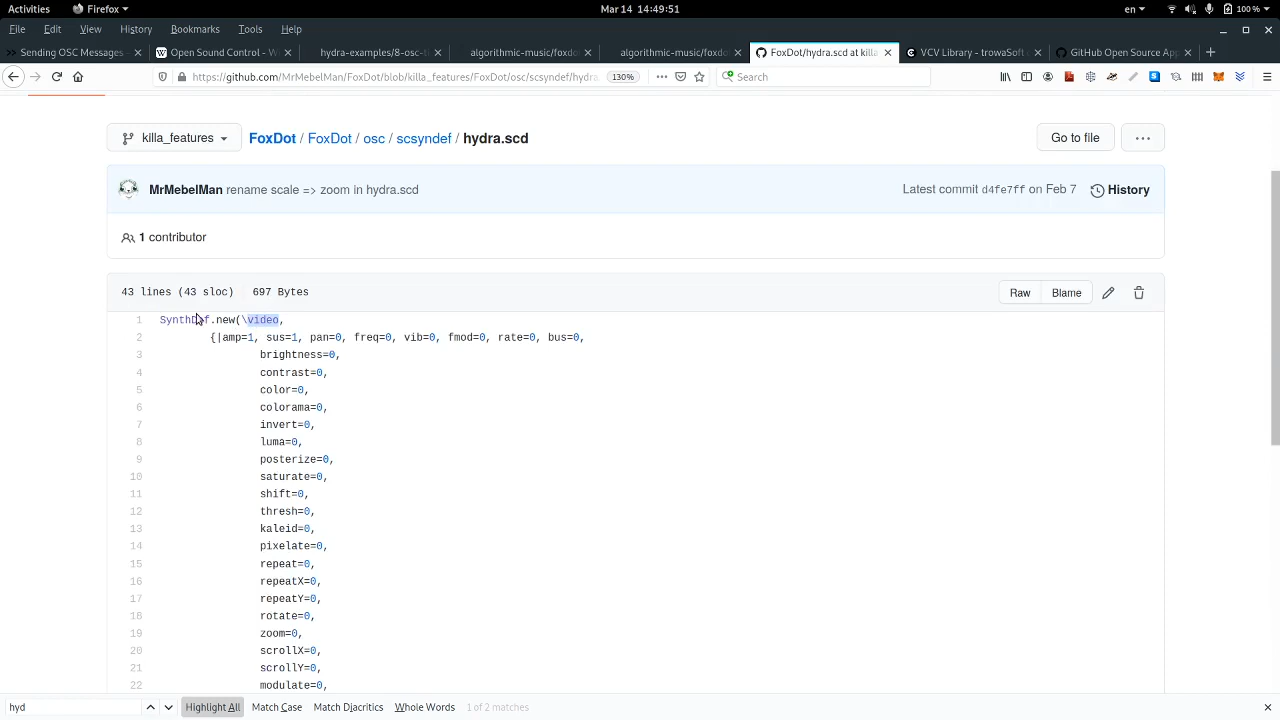 Activities Firefox Mar 14 14:49:51 en 100%
File Edit View History Bookmarks Tools Help
Sending OSC Messages - Open Sound Control - W hydra-examples/8-osc-s algorithmic-music/foxdo algorithmic-music/foxdo FoxDot/hydra.scd at killa VCV Library - trowaSoft GitHub Open Source App
https://github.com/MrMebelMan/FoxDot/blob/killa_features/FoxDot/osc/scsyndef/hydra. 130% Search
killa_features FoxDot / FoxDot / osc / scsyndef / hydra.scd Go to file
MrMebelMan rename scale => zoom in hydra.scd Latest commit d4fe7ff on Feb 7 History
1 contributor
43 lines (43 sloc) 697 Bytes Raw Blame
1 SynthDef.new(\video,
2 {|amp=1, sus=1, pan=0, freq=0, vib=0, fmod=0, rate=0, bus=0,
3 brightness=0,
4 contrast=0,
5 color=0,
6 colorama=0,
7 invert=0,
8 luma=0,
9 posterize=0,
10 saturate=0,
11 shift=0,
12 thresh=0,
13 kaleid=0,
14 pixelate=0,
15 repeat=0,
16 repeatX=0,
17 repeatY=0,
18 rotate=0,
19 zoom=0,
20 scrollX=0,
21 scrollY=0,
22 modulate=0,
hyd Highlight All Match Case Match Diacritics Whole Words 1 of 2 matches